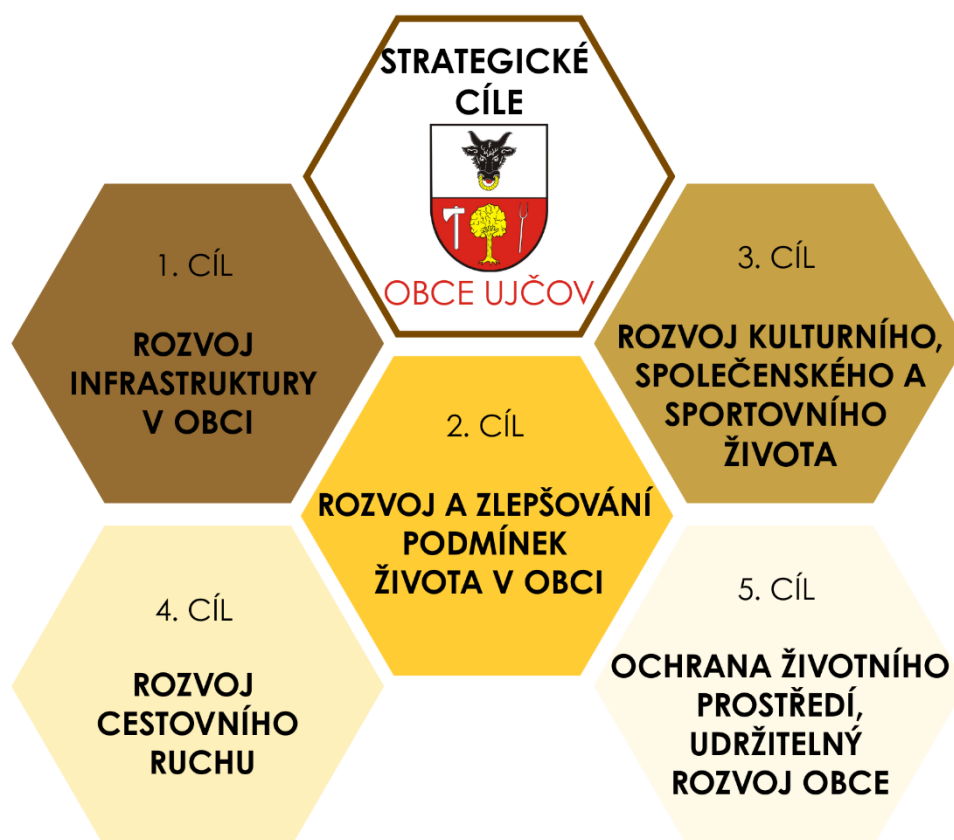 STRATEGICKÉ
CÍLE
OBCE UJČOV
1. CÍL
ROZVOJ
INFRASTRUKTURY
V OBCI
2. CÍL
ROZVOJ A ZLEPŠOVÁNÍ
PODMÍNEK
ŽIVOTA V OBCI
3. CÍL
ROZVOJ KULTURNÍHO,
SPOLEČENSKÉHO A
SPORTOVNÍHO
ŽIVOTA
4. CÍL
ROZVOJ
CESTOVNÍHO
RUCHU
5. CÍL
OCHRANA ŽIVOTNÍHO
PROSTŘEDÍ,
UDRŽITELNÝ
ROZVOJ OBCE